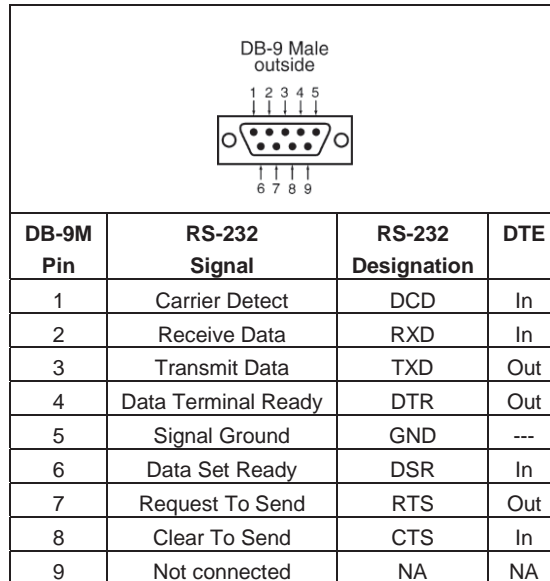 DB-9 Male
outside
1 2 3 4 5
6 7 8 9
DB-9M RS-232 RS-232 DTE
Pin Signal Designation
1 Carrier Detect DCD In
2 Receive Data RXD In
3 Transmit Data TXD Out
4 Data Terminal Ready DTR Out
5 Signal Ground GND ---
6 Data Set Ready DSR In
7 Request To Send RTS Out
8 Clear To Send CTS In
9 Not connected NA NA